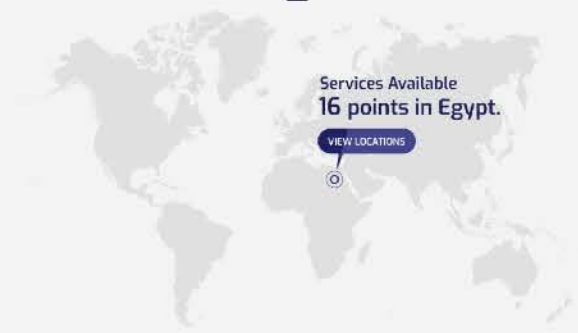 Services Available
16 points in Egypt.
VIEW LOCATIONS